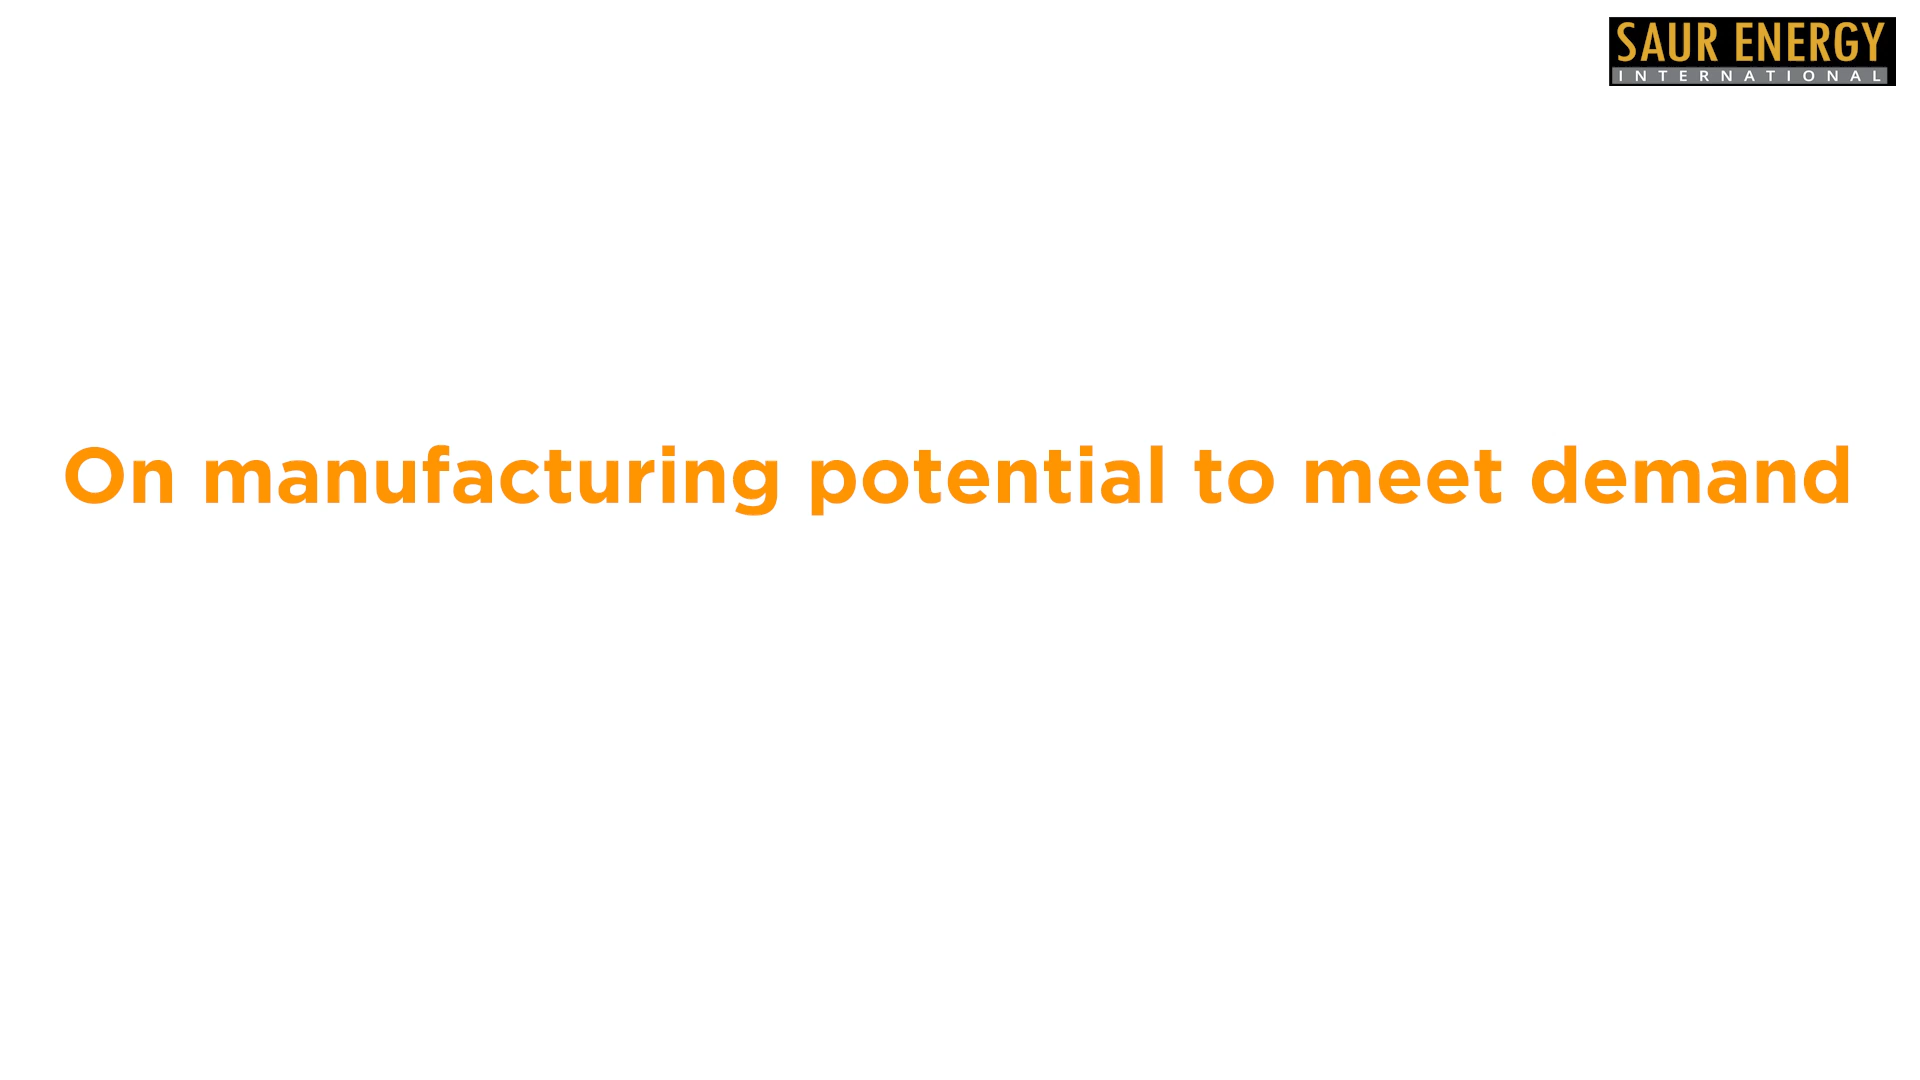 SAUR ENERGY
INTERNATIONAL
On manufacturing potential to meet demand